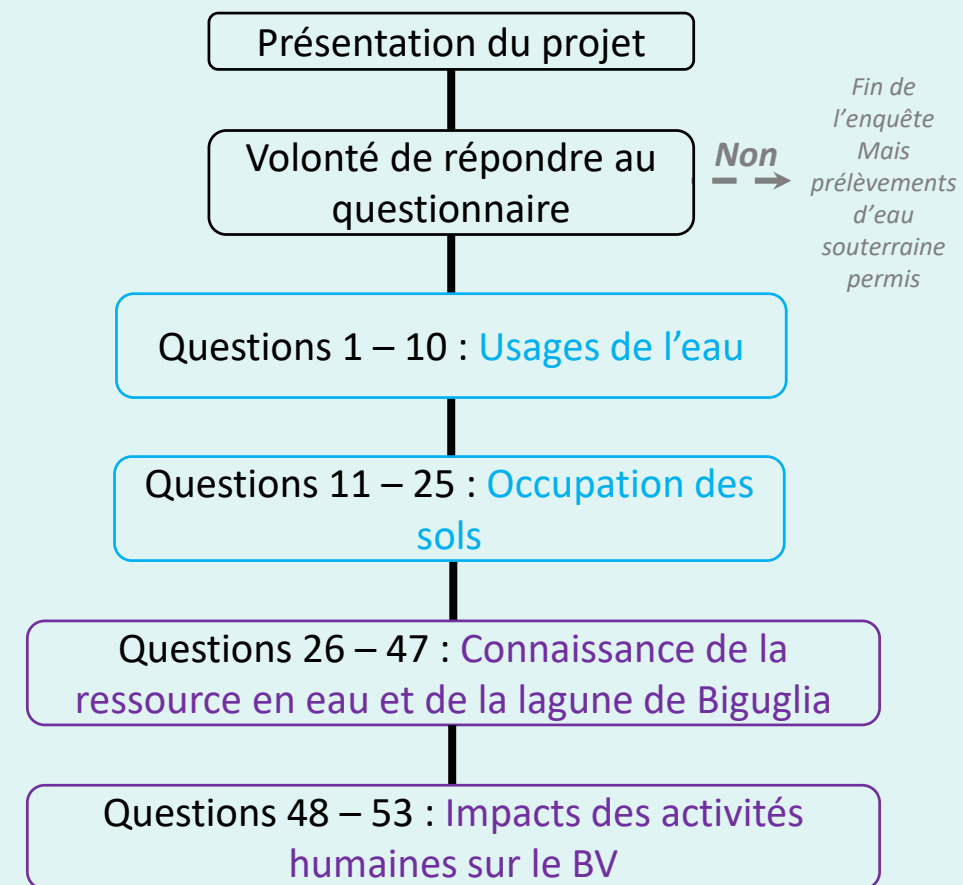 Présentation du projet
Volonté de répondre au
questionnaire
Non
Fin de
l’enquête
Mais
prélèvements
d’eau
souterraine
permis
Questions 1 – 10 : Usages de l’eau
Questions 11 – 25 : Occupation des
sols
Questions 26 – 47 : Connaissance de la
ressource en eau et de la lagune de Biguglia
Questions 48 – 53 : Impacts des activités
humaines sur le BV